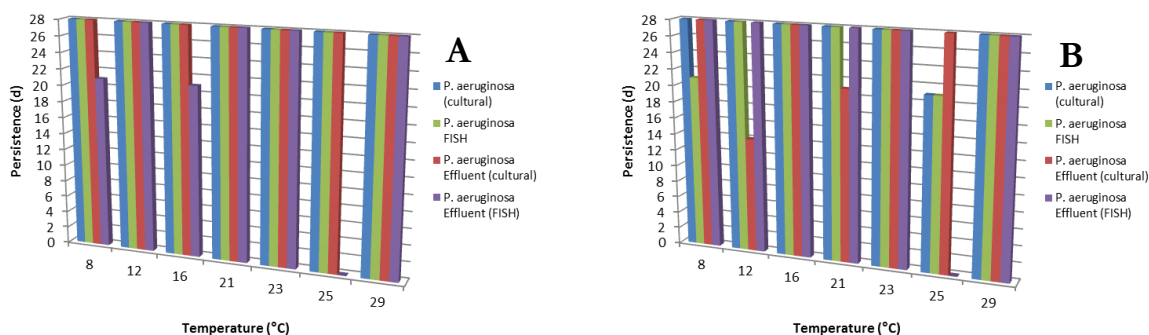 A
28
26
24
22
20
18
16
14
12
10
8
6
4
2
0
Persistence (d)
8 12 16 21 23 25 29
Temperature (°C)
P. aeruginosa
(cultural)
P. aeruginosa
FISH
P. aeruginosa
Effluent (cultural)
P. aeruginosa
Effluent (FISH)
B
28
26
24
22
20
18
16
14
12
10
8
6
4
2
0
Persistence (d)
8 12 16 21 23 25 29
Temperature (°C)
P. aeruginosa
(cultural)
P. aeruginosa
FISH
P. aeruginosa
Effluent (cultural)
P. aeruginosa
Effluent (FISH)